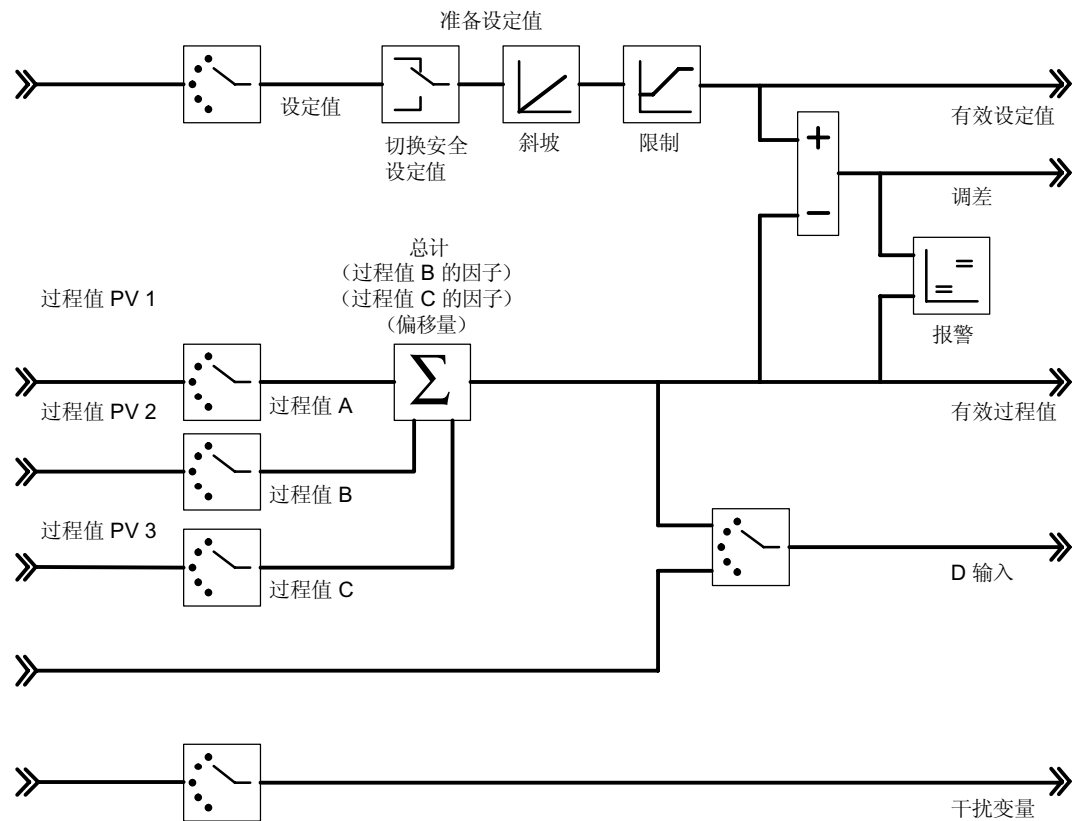 准备设定值
设定值
切换安全
设定值
斜坡
限制
有效设定值
+
−
调差
报警
总计
（过程值 B 的因子）
（过程值 C 的因子）
（偏移量）
Σ
过程值 PV 1
过程值 A
有效过程值
过程值 PV 2
过程值 B
过程值 PV 3
过程值 C
D 输入
干扰变量